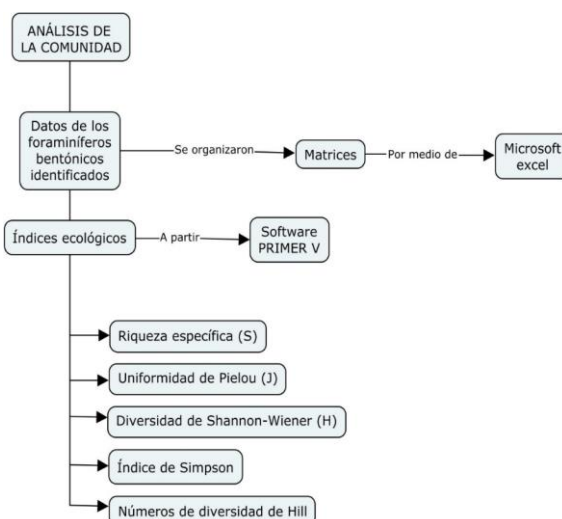 ANÁLISIS DE
LA COMUNIDAD
Datos de los
foraminíferos
bentónicos
identificados
Se organizaron
Matrices
Por medio de
Microsoft
excel
Índices ecológicos
A partir
Software
PRIMER V
Riqueza específica (S)
Uniformidad de Pielou (J)
Diversidad de Shannon-Wiener (H)
Índice de Simpson
Números de diversidad de Hill